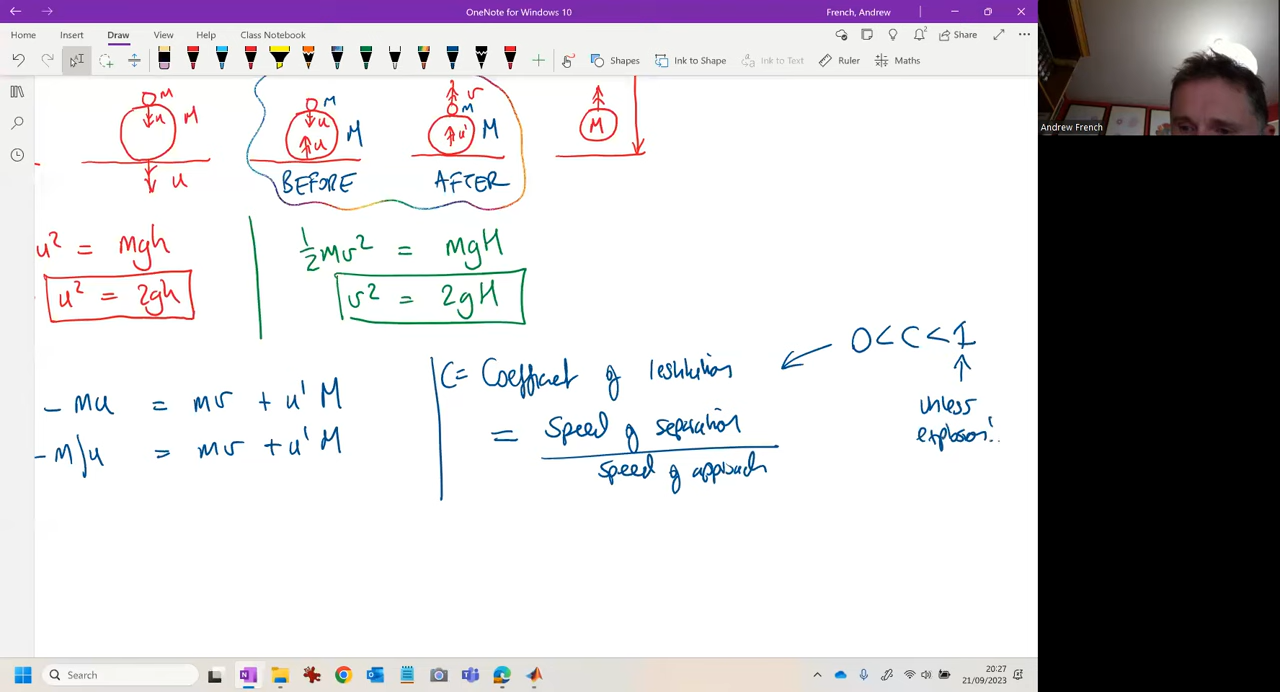 OneNote for Windows 10
French, Andrew
Home
Insert
Draw
View
Help
Class Notebook
Share
Shapes
Ink to Shape
Ink to Text
Ruler
Maths
Andrew French
m
u
M
u
m
u
u
M
BEFORE
v
m
u'
M
AFTER
M
u² = mgh
u² = 2gh
½mv² = mgH
v² = 2gH
- mu = mv + u' M
- m)u = mv + u' M
C = Coefficient of restitution
= Speed of separation
speed of approach
0 < C < 1
unless
explosion!
Search
20:27
21/09/2023